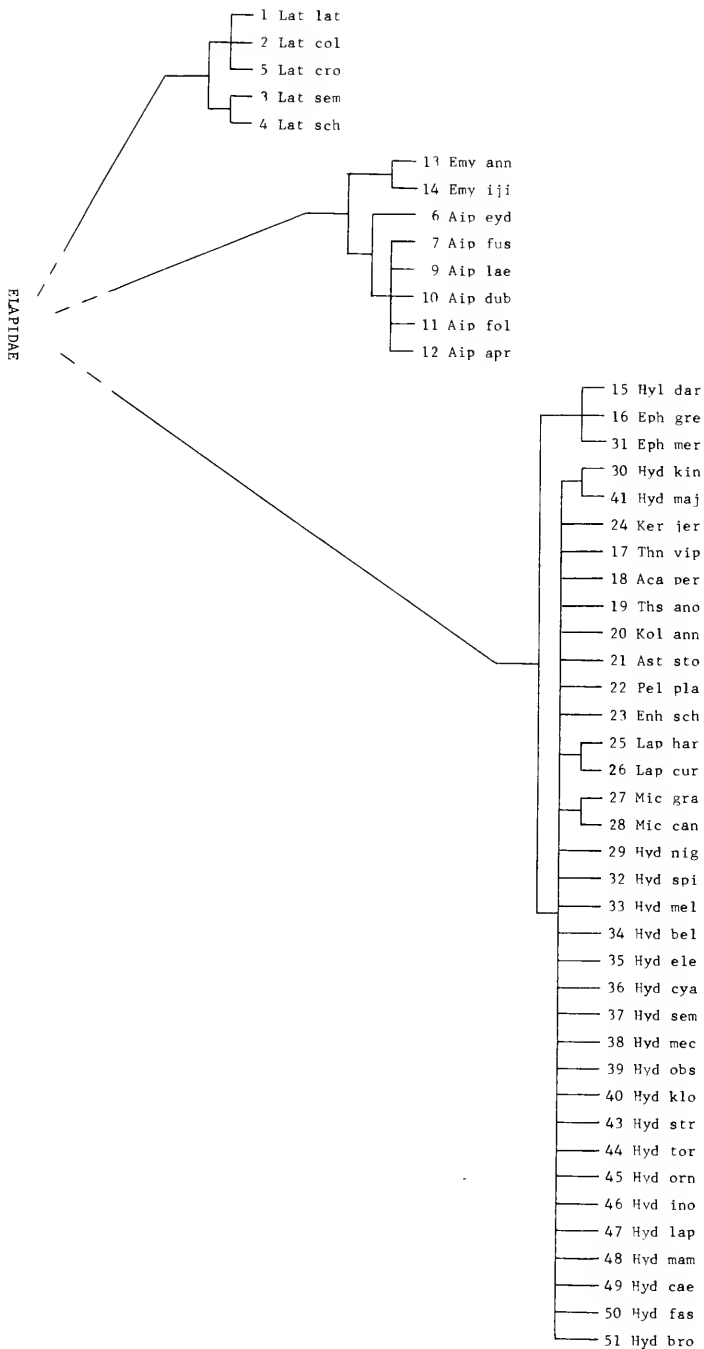 1 Lat lat
2 Lat col
5 Lat cro
3 Lat sem
4 Lat sch
13 Emy ann
14 Emy iji
6 Aip eyd
7 Aip fus
9 Aip lae
10 Aip dub
11 Aip fol
12 Aip apr
ELAPIDAE
15 Hyl dar
16 Eph gre
31 Eph mer
30 Hyd kin
41 Hyd maj
24 Ker jer
17 Thn vip
18 Aca per
19 Ths ano
20 Kol ann
21 Ast sto
22 Pel pla
23 Enh sch
25 Lap har
26 Lap cur
27 Mic gra
28 Mic can
29 Hyd nig
32 Hyd spi
33 Hyd mel
34 Hyd bel
35 Hyd ele
36 Hyd cya
37 Hyd sem
38 Hyd mec
39 Hyd obs
40 Hyd klo
43 Hyd str
44 Hyd tor
45 Hyd orn
46 Hyd ino
47 Hyd lap
48 Hyd mam
49 Hyd cae
50 Hyd fas
51 Hyd bro